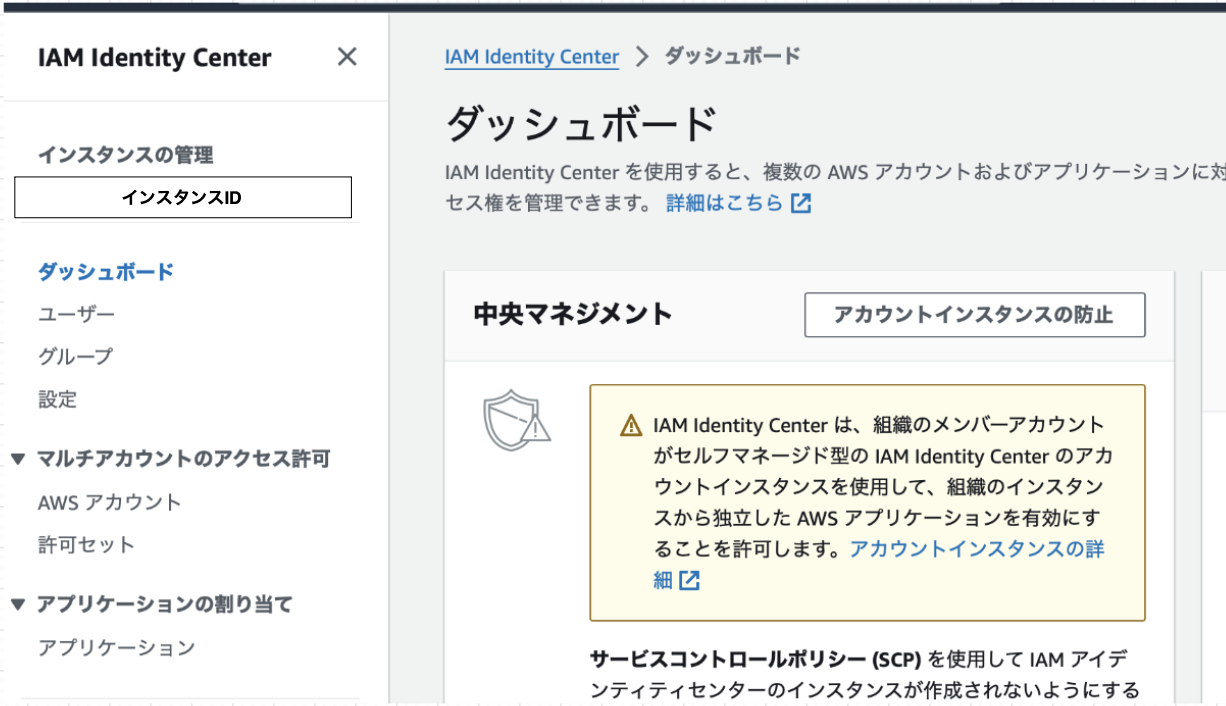 IAM Identity Center
インスタンスの管理
インスタンスID
ダッシュボード
ユーザー
グループ
設定
マルチアカウントのアクセス許可
AWS アカウント
許可セット
アプリケーションの割り当て
アプリケーション
IAM Identity Center > ダッシュボード
ダッシュボード
IAM Identity Center を使用すると、複数の AWS アカウントおよびアプリケーションに対
セス権を管理できます。 詳細はこちら
中央マネジメント
アカウントインスタンスの防止
IAM Identity Center は、組織のメンバーアカウント
がセルフマネージド型の IAM Identity Center のアカ
ウントインスタンスを使用して、組織のインスタン
スから独立した AWS アプリケーションを有効にす
ることを許可します。アカウントインスタンスの詳
細
サービスコントロールポリシー (SCP) を使用して IAM アイデ
ンティティセンターのインスタンスが作成されないようにする